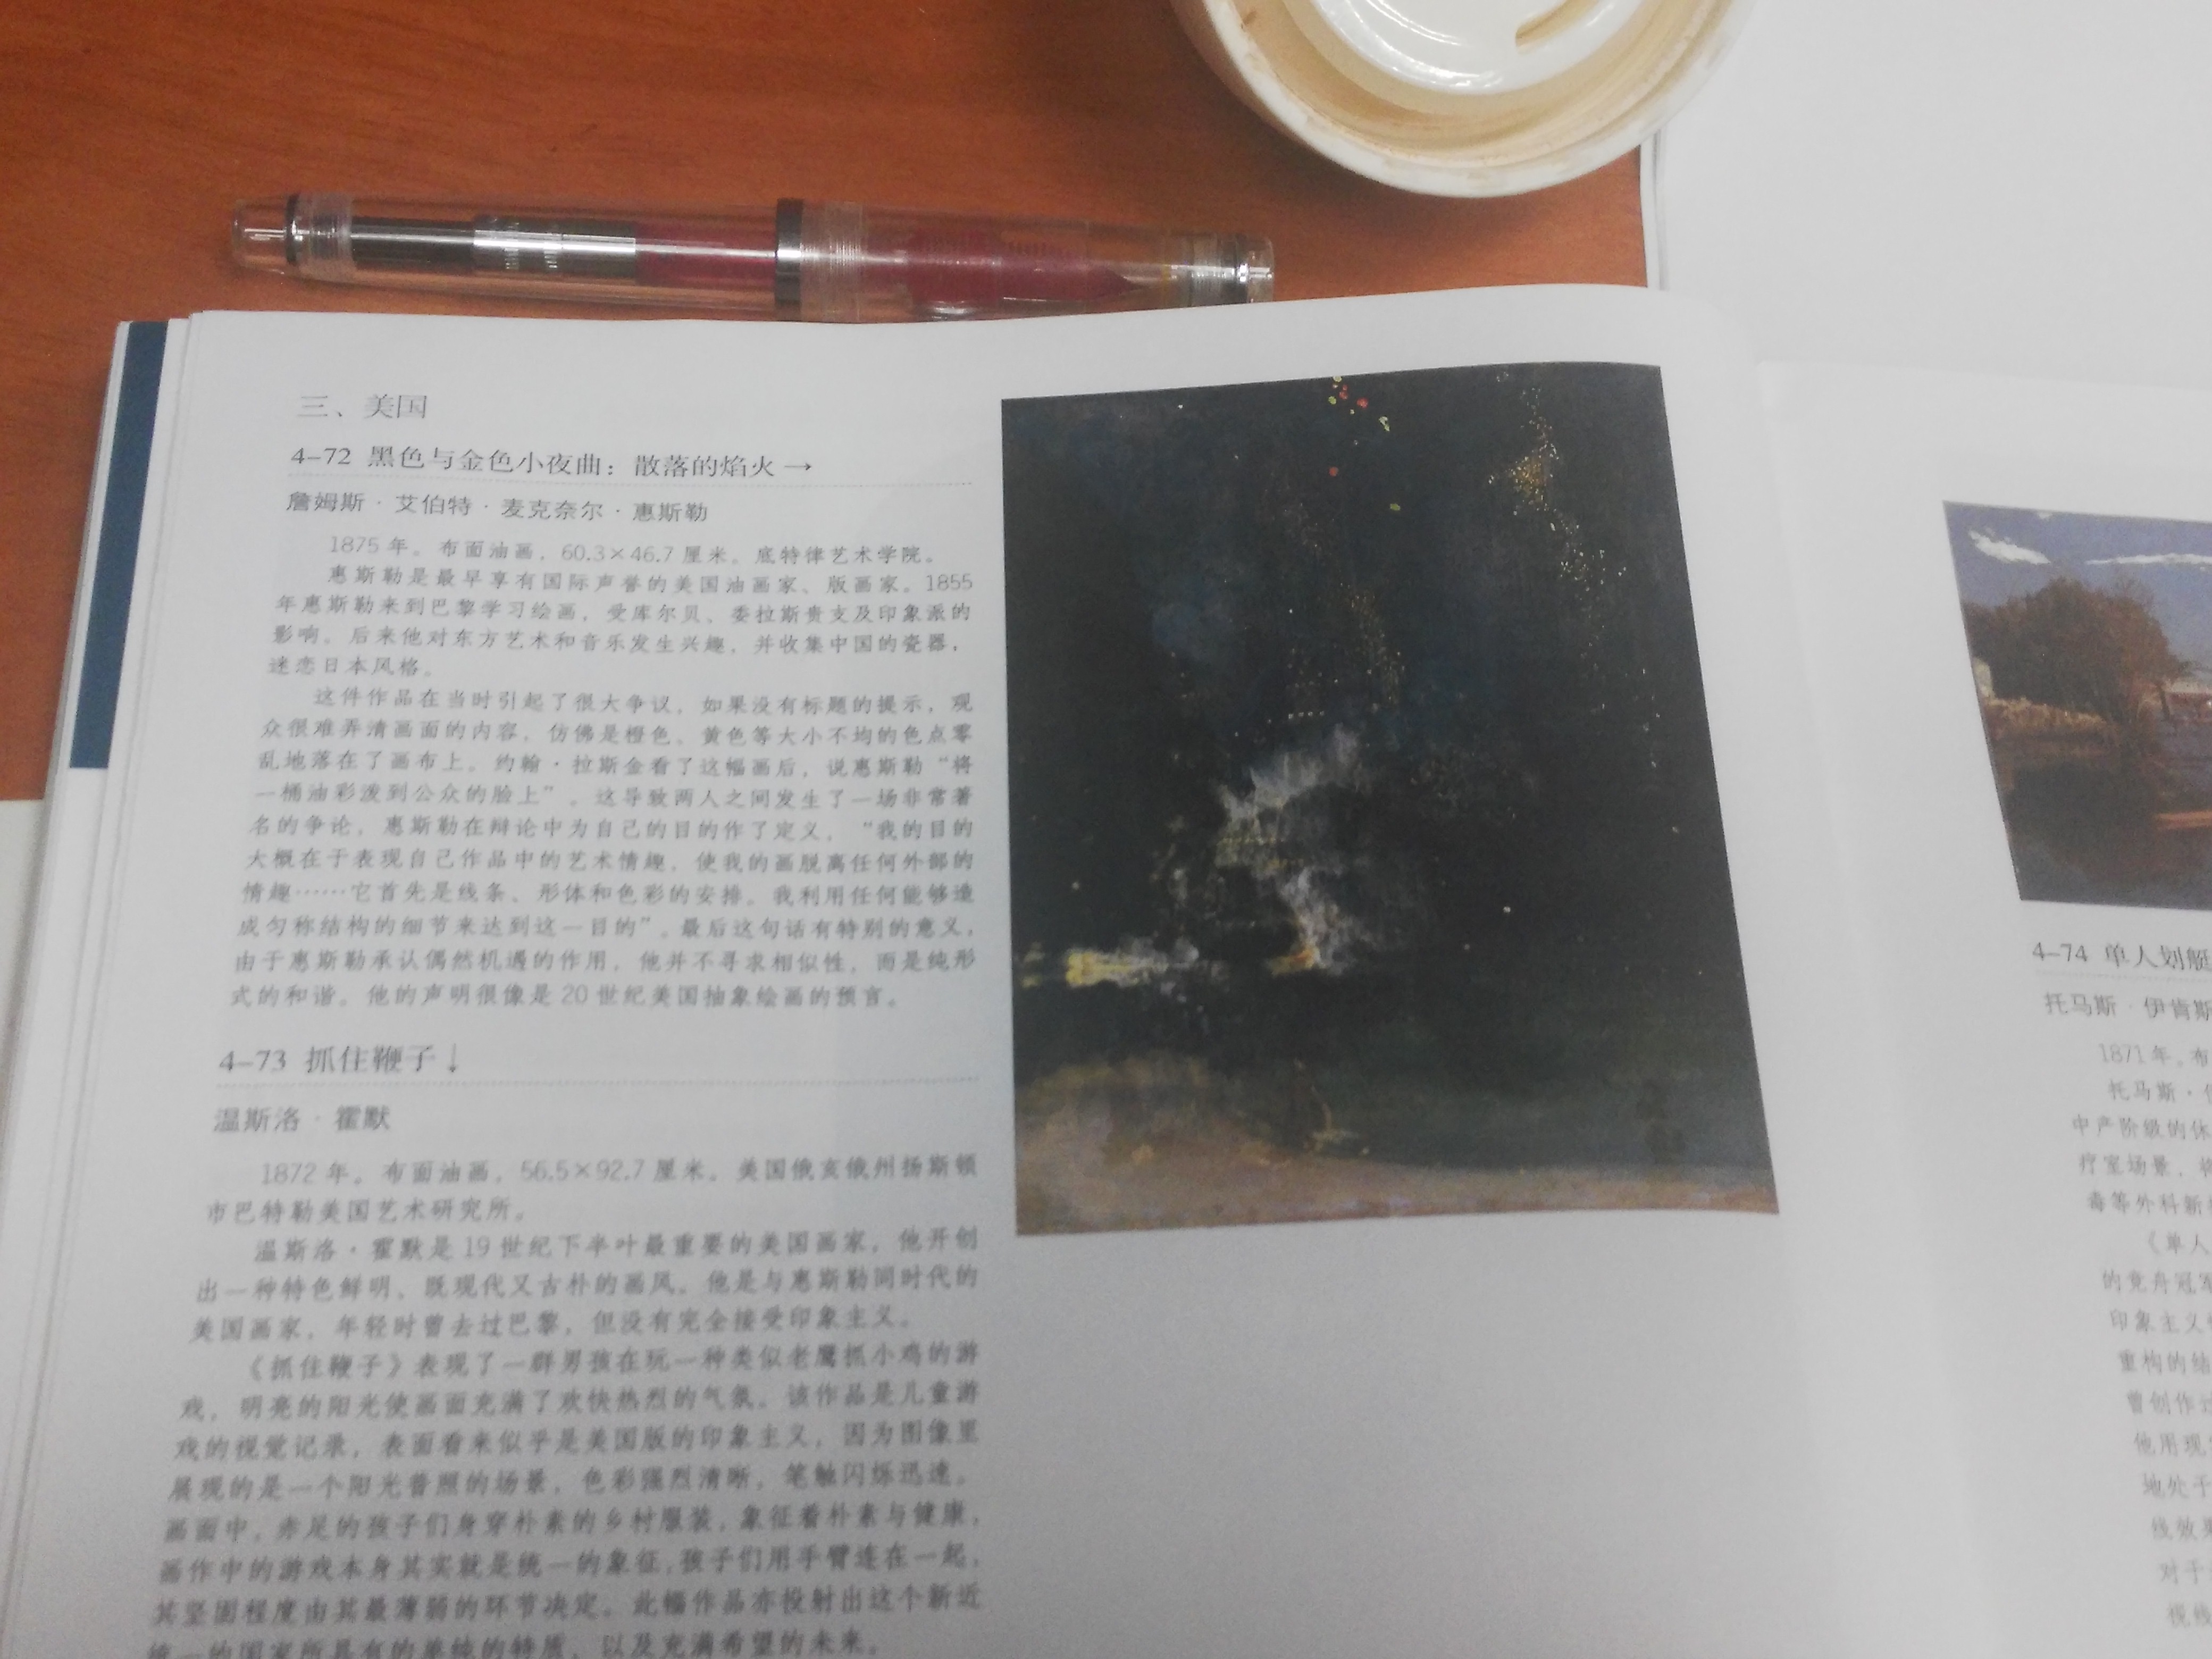 三、美国
4-72 黑色与金色小夜曲：散落的焰火→
詹姆斯·艾伯特·麦克奈尔·惠斯勒
1875年。布面油画，60.3×46.7厘米。底特律艺术学院。
惠斯勒是最早享有国际声誉的美国油画家、版画家。1855
年惠斯勒来到巴黎学习绘画，受库尔贝、委拉斯贵支及印象派的
影响。后来他对东方艺术和音乐发生兴趣，并收集中国的瓷器，
迷恋日本风格。
这件作品在当时引起了很大争议，如果没有标题的提示，观
众很难弄清画面的内容，仿佛是橙色、黄色等大小不均的色点零
乱地落在了画布上。约翰·拉斯金看了这幅画后，说惠斯勒“将
一桶油彩泼到公众的脸上”。这导致两人之间发生了一场非常著
名的争论，惠斯勒在辩论中为自己的目的作了定义，“我的目的
大概在于表现自己作品中的艺术情趣，使我的画脱离任何外部的
情趣……它首先是线条、形体和色彩的安排。我利用任何能够造
成匀称结构的细节来达到这一目的”。最后这句话有特别的意义，
由于惠斯勒承认偶然机遇的作用，他并不寻求相似性，而是纯形
式的和谐。他的声明很像是20世纪美国抽象绘画的预言。
4-73 抓住鞭子↓
温斯洛·霍默
1872年。布面油画，56.5×92.7厘米。美国俄亥俄州扬斯顿
市巴特勒美国艺术研究所。
温斯洛·霍默是19世纪下半叶最重要的美国画家，他开创
出一种特色鲜明、既现代又古朴的画风。他是与惠斯勒同时代的
美国画家，年轻时曾去过巴黎，但没有完全接受印象主义。
《抓住鞭子》表现了一群男孩在玩一种类似老鹰抓小鸡的游
戏，明亮的阳光使画面充满了欢快热烈的气氛。该作品是儿童游
戏的视觉记录，表面看来似乎是美国版的印象主义，因为图像里
展现的是一个阳光普照的场景，色彩强烈清晰，笔触闪烁迅速。
画面中，赤足的孩子们身穿朴素的乡村服装，象征着朴素与健康，
画作中的游戏本身其实就是统一的象征，孩子们用手臂连在一起，
其坚固程度由其最薄弱的环节决定。此幅作品亦投射出这个新近
统一的国家所具有的单纯的特质，以及充满希望的未来。
4-74 单人划艇
托马斯·伊肯斯
1871年。布
托马斯·伊
中产阶级的休
疗室场景，
毒等外科新
《单人
的竞舟冠军
印象主义
重构的结
曾创作过
他用现
地处于
线效果
对于